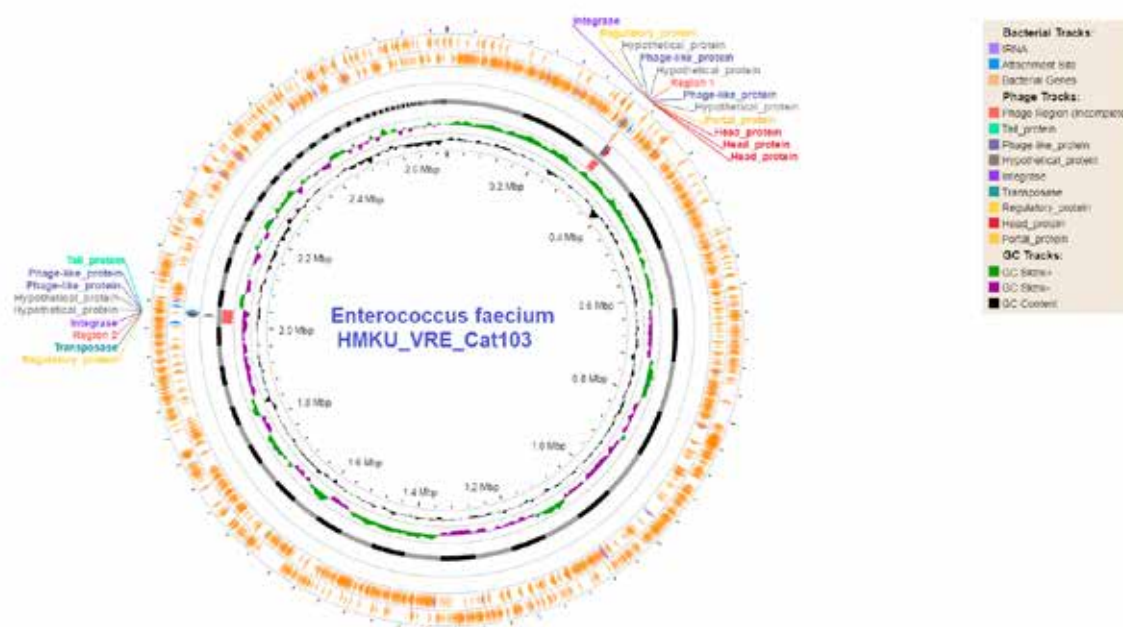 Integrase
Regulatory_protein
Hypothetical_protein
Phage-like_protein
Hypothetical_protein
Region 1
Phage-like_protein
Hypothetical_protein
Portal_protein
Head_protein
Head_protein
Head_protein
Tail_protein
Phage-like_protein
Phage-like_protein
Hypothetical_protein
Hypothetical_protein
Integrase
Region 2
Transposase
Regulatory_protein
Enterococcus faecium
HMKU_VRE_Cat103
0.2 Mbp
0.4 Mbp
0.6 Mbp
0.8 Mbp
1.0 Mbp
1.2 Mbp
1.4 Mbp
1.6 Mbp
1.8 Mbp
2.0 Mbp
2.2 Mbp
2.4 Mbp
2.6 Mbp
Bacterial Tracks:
tRNA
Attachment Site
Bacterial Genes
Phage Tracks:
Phage Region (Incomplete
Tail_protein
Phage-like_protein
Hypothetical_protein
Integrase
Transposase
Regulatory_protein
Head_protein
Portal_protein
GC Tracks:
GC Skew+
GC Skew-
GC Content